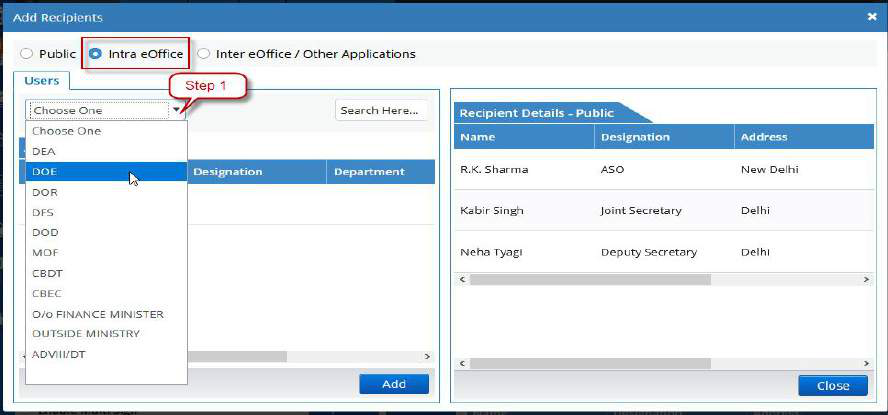 Add Recipients
Public Intra eOffice Inter eOffice / Other Applications
Users
Step 1
Choose One
Search Here...
Choose One
DEA
DOE
DOR
DFS
DOD
MOF
CBDT
CBEC
O/o FINANCE MINISTER
OUTSIDE MINISTRY
ADVIII/DT
Designation Department
Add
Recipient Details - Public
Name Designation Address
R.K. Sharma ASO New Delhi
Kabir Singh Joint Secretary Delhi
Neha Tyagi Deputy Secretary Delhi
Close